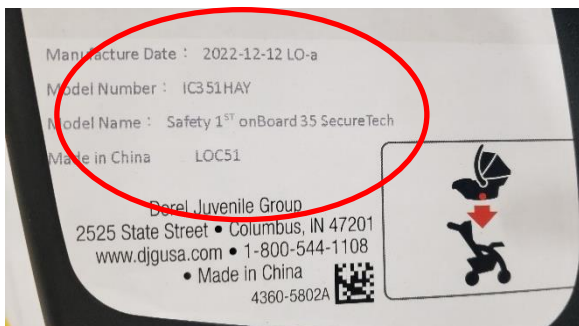 Manufacture Date : 2022-12-12 LO-a
Model Number : IC351HAY
Model Name : Safety 1ST onBoard 35 SecureTech
Made in China LOC51
Dorel Juvenile Group
2525 State Street • Columbus, IN 47201
www.djgusa.com • 1-800-544-1108
• Made in China
4360-5802A